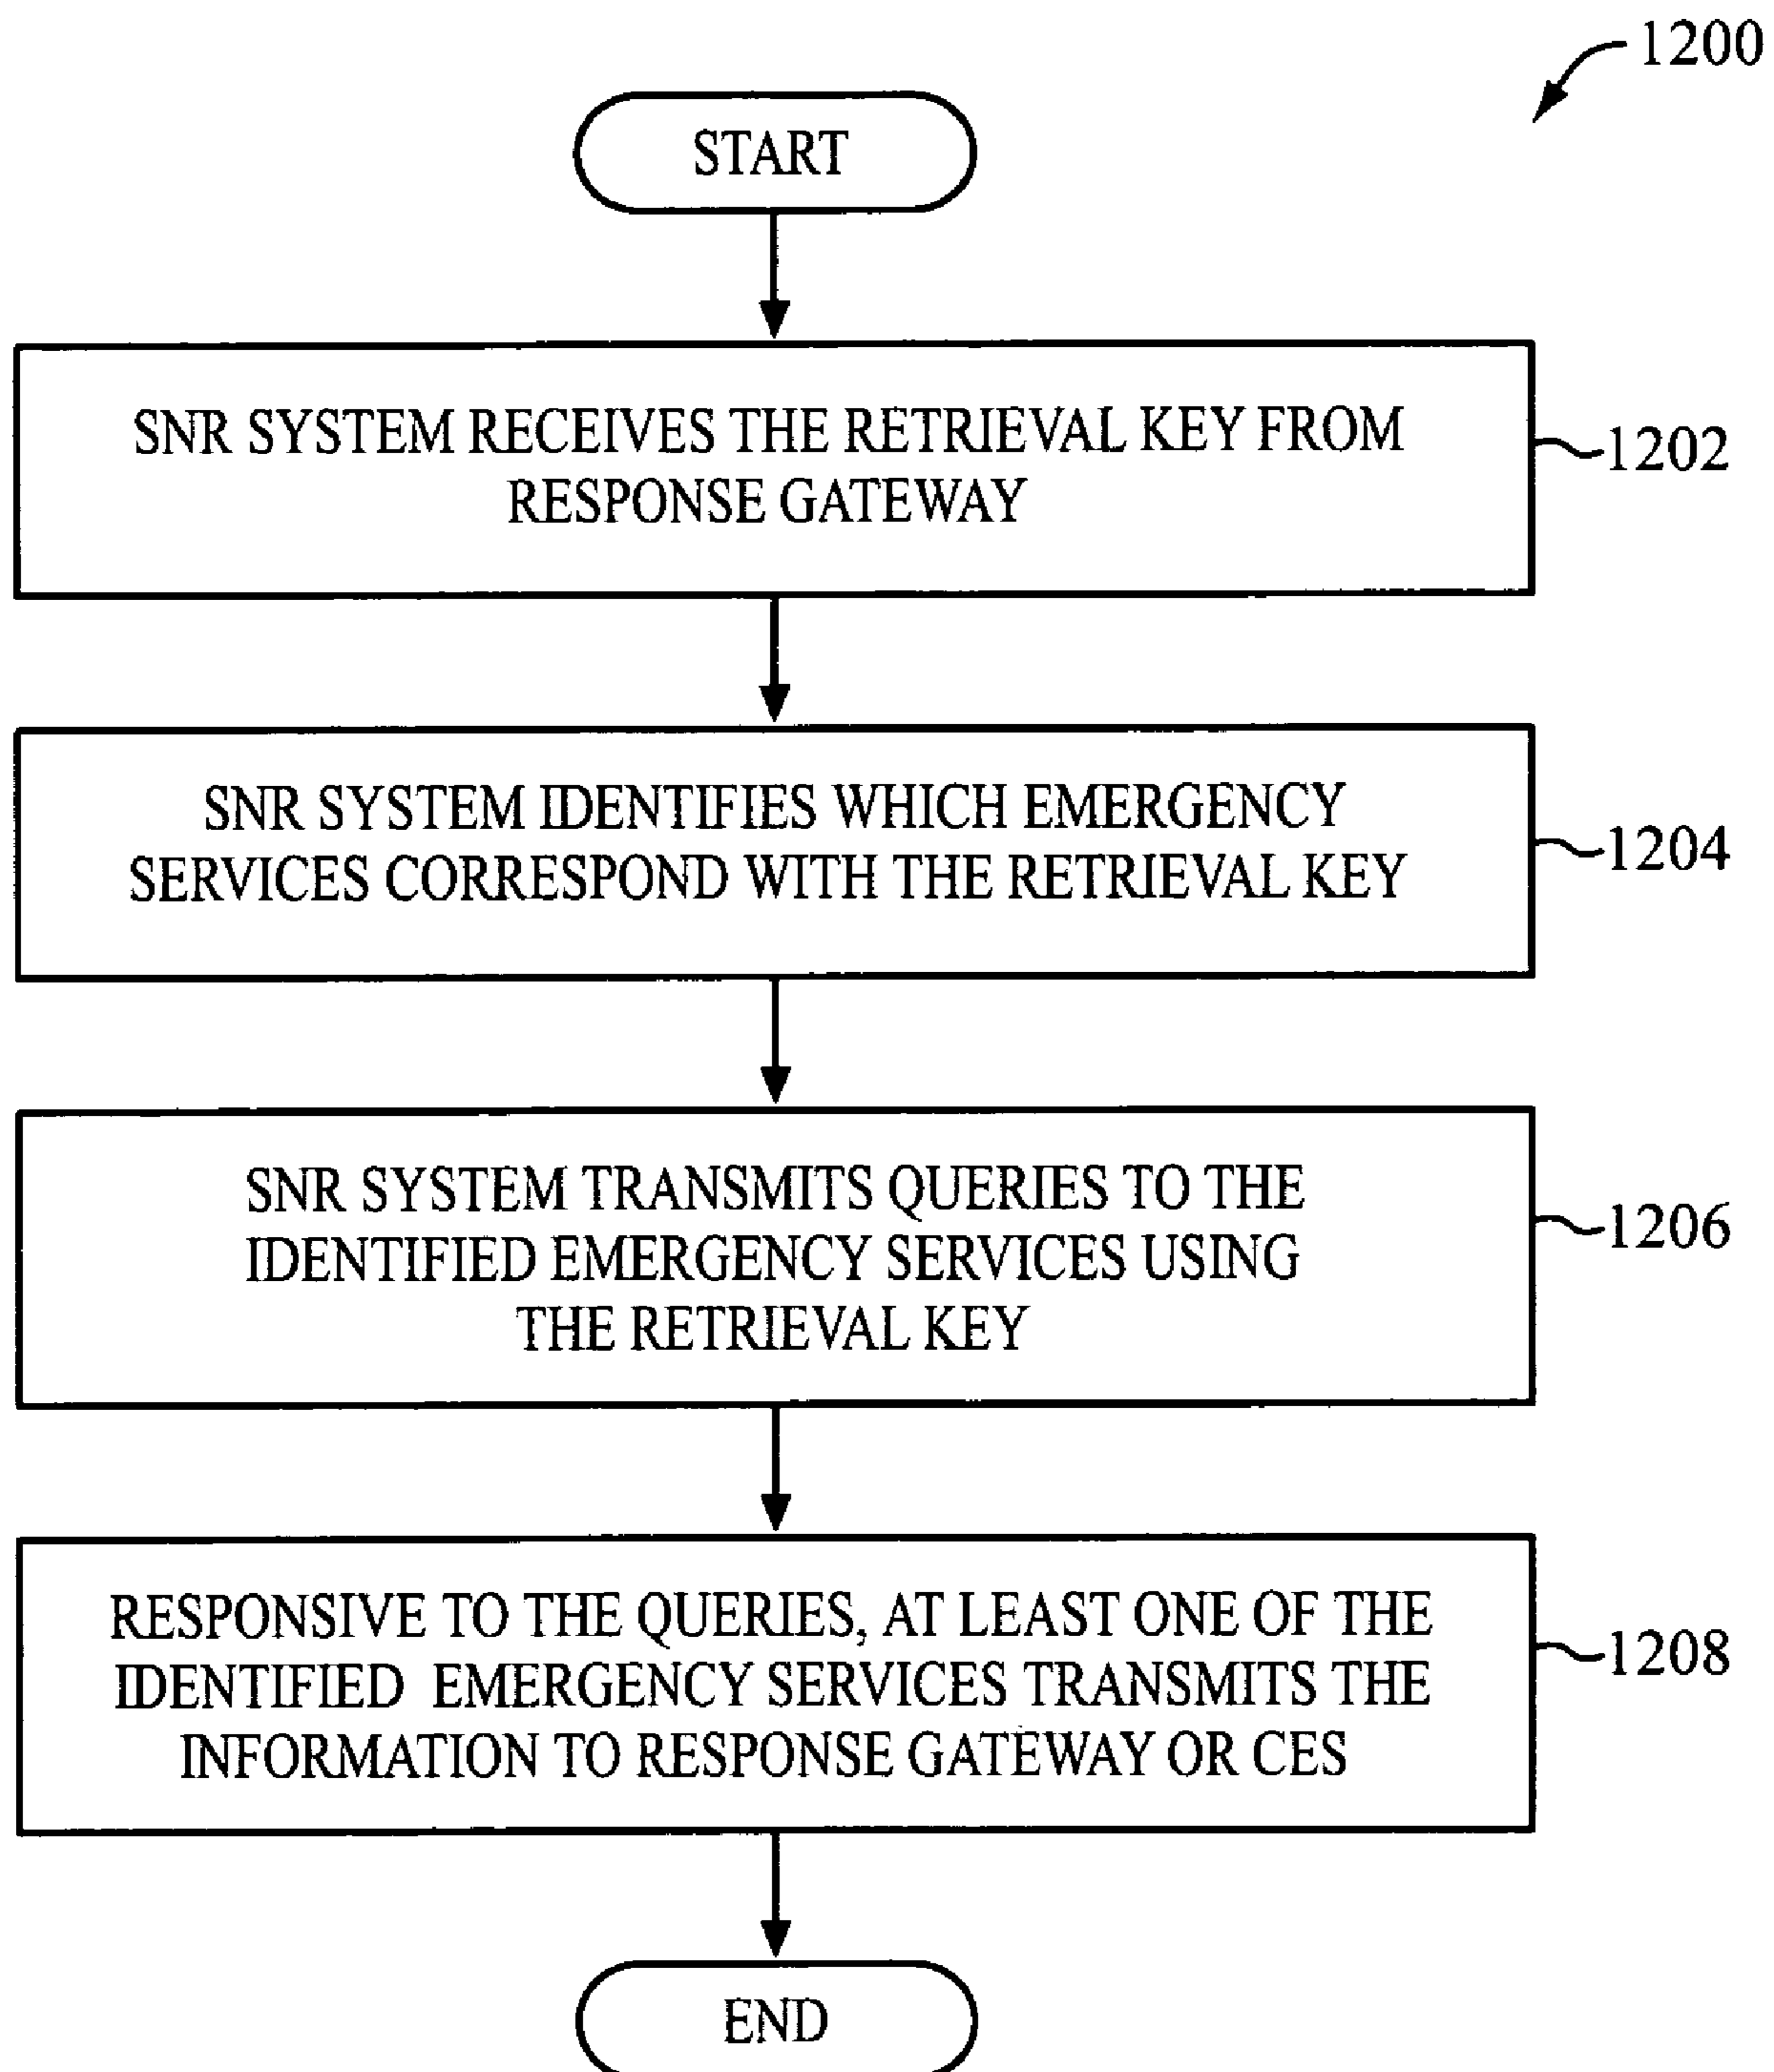 1200
START
SNR SYSTEM RECEIVES THE RETRIEVAL KEY FROM
RESPONSE GATEWAY
1202
SNR SYSTEM IDENTIFIES WHICH EMERGENCY
SERVICES CORRESPOND WITH THE RETRIEVAL KEY
1204
SNR SYSTEM TRANSMITS QUERIES TO THE
IDENTIFIED EMERGENCY SERVICES USING
THE RETRIEVAL KEY
1206
RESPONSIVE TO THE QUERIES, AT LEAST ONE OF THE
IDENTIFIED EMERGENCY SERVICES TRANSMITS THE
INFORMATION TO RESPONSE GATEWAY OR CES
1208
END